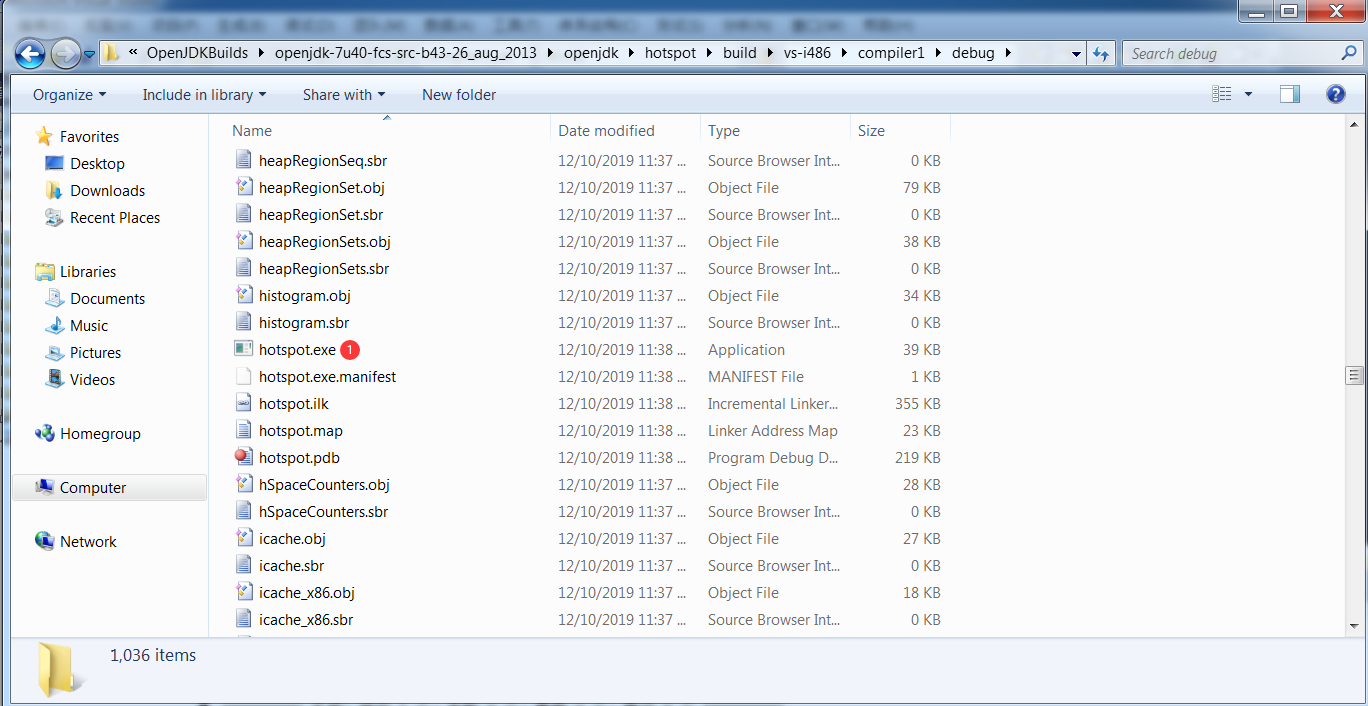 « OpenJDKBuilds openjdk-7u40-fcs-src-b43-26_aug_2013 openjdk hotspot build vs-i486 compiler1 debug Search debug
Organize Include in library Share with New folder
Name Date modified Type Size
Favorites
Desktop
Downloads
Recent Places
Libraries
Documents
Music
Pictures
Videos
Homegroup
Computer
Network
heapRegionSeq.sbr 12/10/2019 11:37 ... Source Browser Int... 0 KB
heapRegionSet.obj 12/10/2019 11:37 ... Object File 79 KB
heapRegionSet.sbr 12/10/2019 11:37 ... Source Browser Int... 0 KB
heapRegionSets.obj 12/10/2019 11:37 ... Object File 38 KB
heapRegionSets.sbr 12/10/2019 11:37 ... Source Browser Int... 0 KB
histogram.obj 12/10/2019 11:37 ... Object File 34 KB
histogram.sbr 12/10/2019 11:37 ... Source Browser Int... 0 KB
hotspot.exe 1 12/10/2019 11:38 ... Application 39 KB
hotspot.exe.manifest 12/10/2019 11:38 ... MANIFEST File 1 KB
hotspot.ilk 12/10/2019 11:38 ... Incremental Linker... 355 KB
hotspot.map 12/10/2019 11:38 ... Linker Address Map 23 KB
hotspot.pdb 12/10/2019 11:38 ... Program Debug D... 219 KB
hSpaceCounters.obj 12/10/2019 11:37 ... Object File 28 KB
hSpaceCounters.sbr 12/10/2019 11:37 ... Source Browser Int... 0 KB
icache.obj 12/10/2019 11:37 ... Object File 27 KB
icache.sbr 12/10/2019 11:37 ... Source Browser Int... 0 KB
icache_x86.obj 12/10/2019 11:37 ... Object File 18 KB
icache_x86.sbr 12/10/2019 11:37 ... Source Browser Int... 0 KB
1,036 items